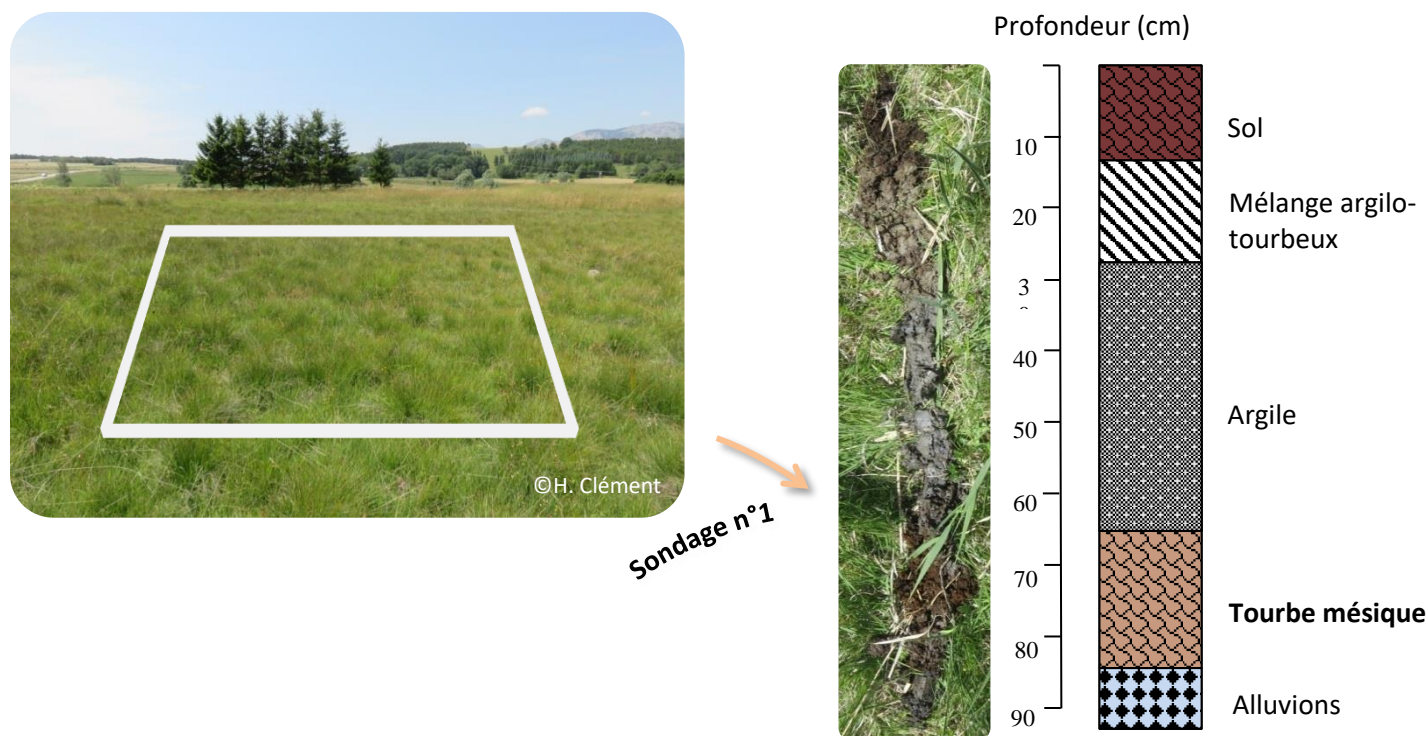 Profondeur (cm)
©H. Clément
Sondage n°1
10
20
3
40
50
60
70
80
90
Sol
Mélange argilo-
tourbeux
Argile
Tourbe mésique
Alluvions